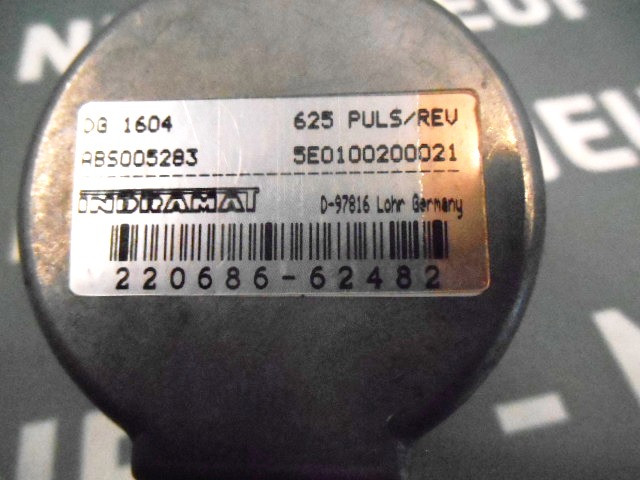 DG 1604 625 PULS/REV
ABS005283 5E0100200021
INDRAMAT D-97816 Lohr Germany
220686-62482